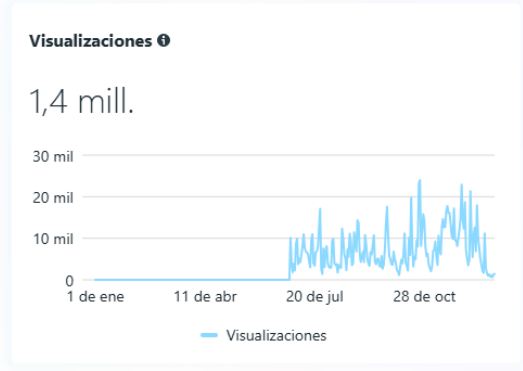 Visualizaciones
1,4 mill.
30 mil
20 mil
10 mil
0
1 de ene 11 de abr 20 de jul 28 de oct
Visualizaciones